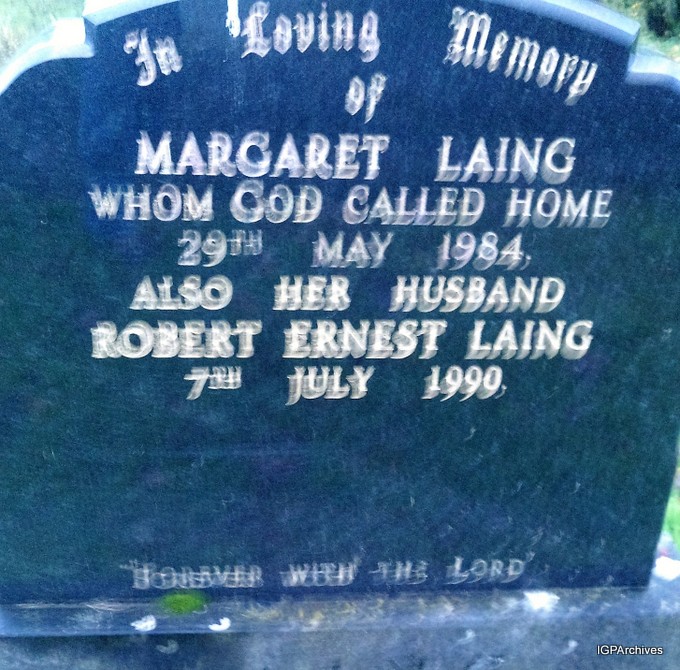 In Loving Memory
of
MARGARET LAING
WHOM GOD CALLED HOME
29TH MAY 1984,
ALSO HER HUSBAND
ROBERT ERNEST LAING
7TH JULY 1990,
"FOREVER WITH THE LORD"
IGPArchives